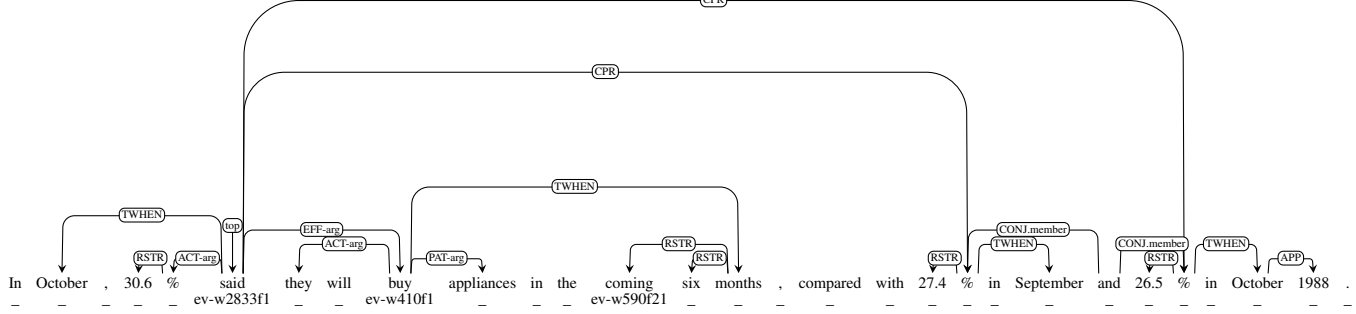 CPR
CPR
TWHEN
TWHEN top EFF-arg CONJ.member
ACT-arg RSTR CONJ.member TWHEN
RSTR ACT-arg PAT-arg RSTR RSTR TWHEN RSTR APP
In October , 30.6 % said they will buy appliances in the coming six months , compared with 27.4 % in September and 26.5 % in October 1988 .
_ _ _ _ _ ev-w2833f1 _ _ ev-w410f1 _ _ _ ev-w590f21 _ _ _ _ _ _ _ _ _ _ _ _ _ _ _ _